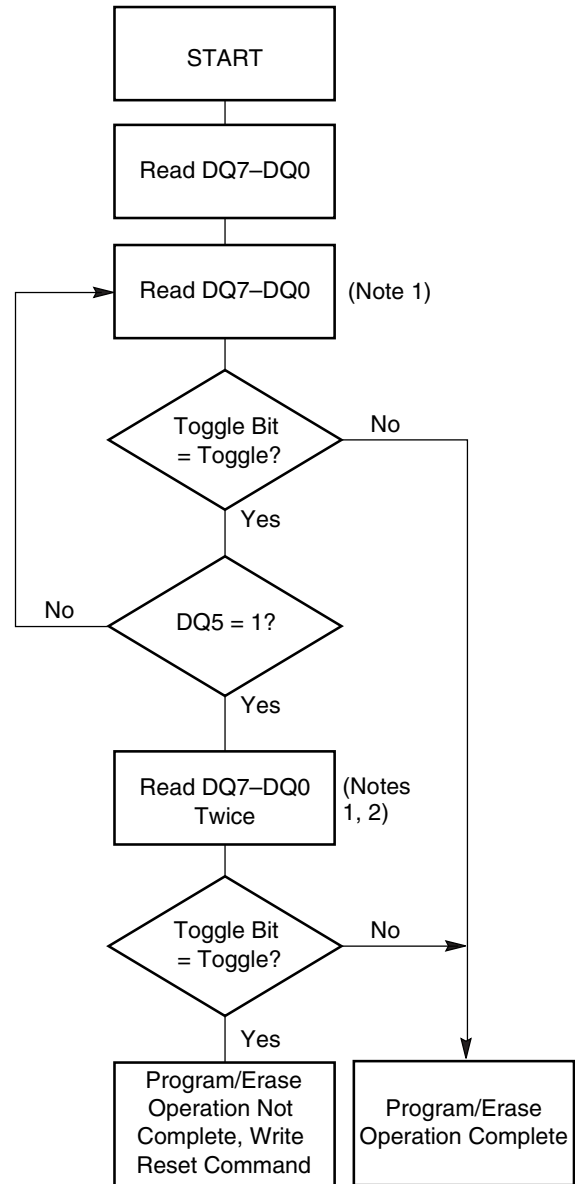 START
Read DQ7–DQ0
Read DQ7–DQ0
(Note 1)
Toggle Bit
= Toggle?
No
Yes
DQ5 = 1?
No
Yes
Read DQ7–DQ0
Twice
(Notes
1, 2)
Toggle Bit
= Toggle?
No
Yes
Program/Erase
Operation Not
Complete, Write
Reset Command
Program/Erase
Operation Complete